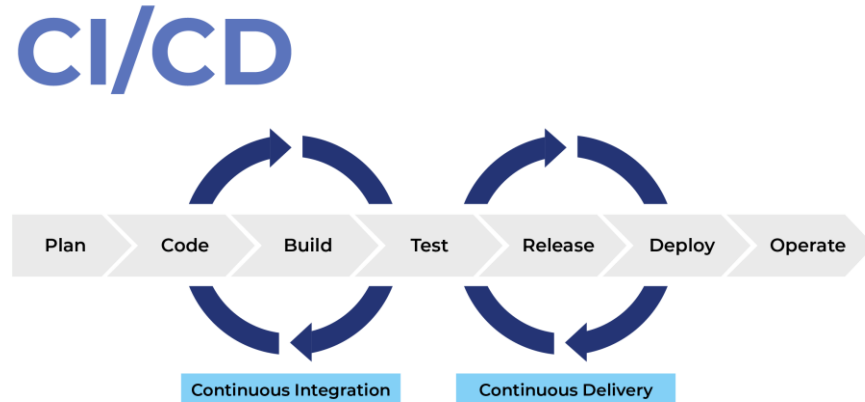 CI/CD
Plan Code Build Test Release Deploy Operate
Continuous Integration Continuous Delivery